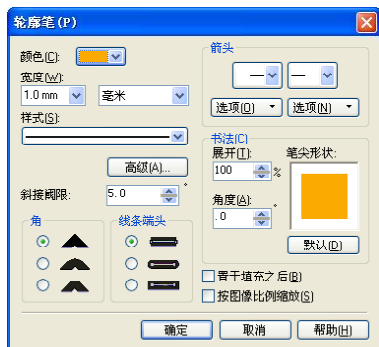 轮廓笔(P)
颜色(C):
宽度(W):
1.0 mm 毫米
样式(S):
高级(A)...
斜接阈限: 5.0 °
角
线条端头
箭头
选项(O) 选项(N)
书法(C)
展开(T): 笔尖形状:
100 %
角度(A):
.0 °
默认(D)
置于填充之后(B)
按图像比例缩放(S)
确定 取消 帮助(H)